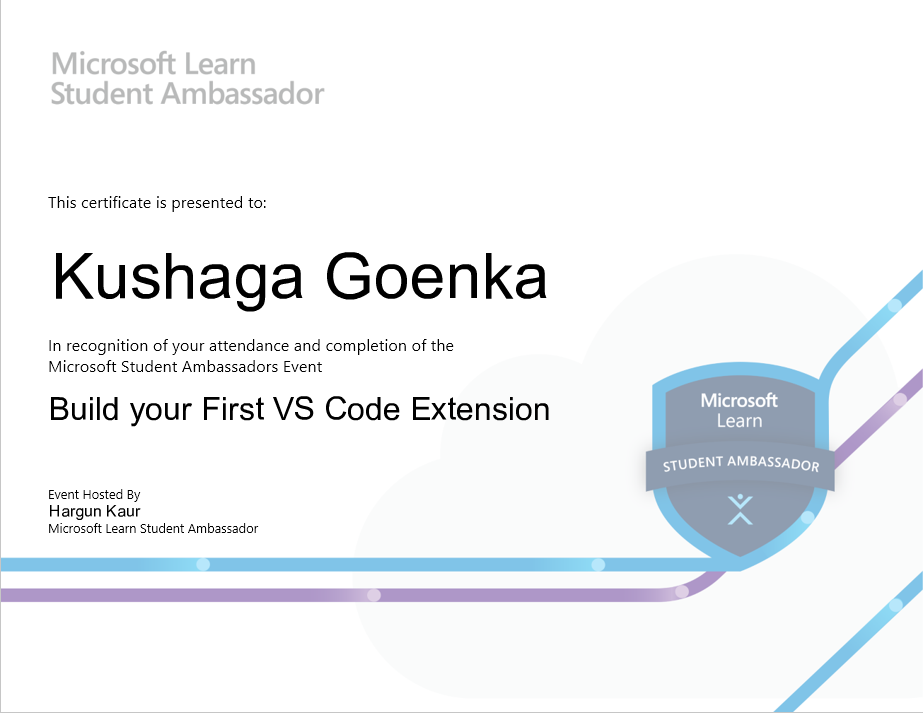 Microsoft Learn
Student Ambassador
This certificate is presented to:
Kushaga Goenka
In recognition of your attendance and completion of the
Microsoft Student Ambassadors Event
Build your First VS Code Extension
Event Hosted By
Hargun Kaur
Microsoft Learn Student Ambassador
Microsoft
Learn
STUDENT AMBASSADOR